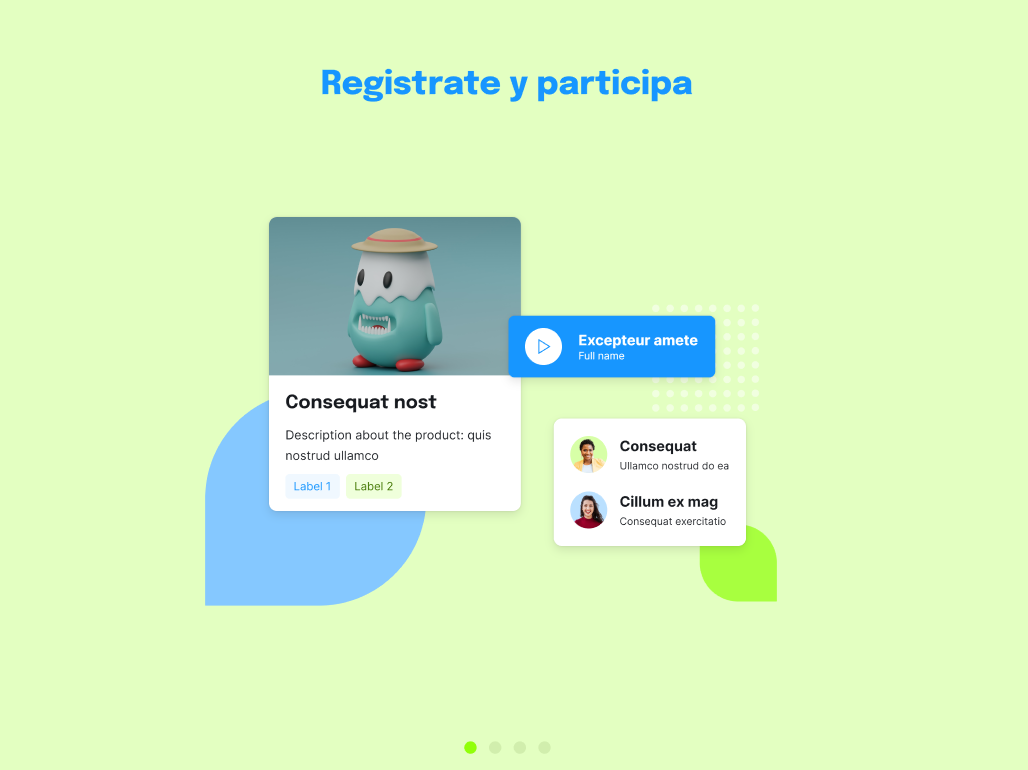 Registrate y participa
Consequat nost
Description about the product: quis
nostrud ullamco
Label 1
Label 2
Excepteur amete
Full name
Consequat
Ullamco nostrud do ea
Cillum ex mag
Consequat exercitatio